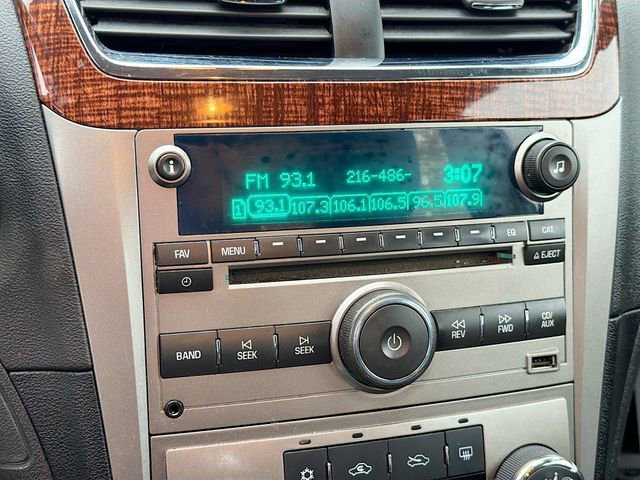 FM 93.1 216-486- 3:07
1 93.1 107.3 106.1 106.5 96.5 107.9
FAV MENU EQ CAT
EJECT
BAND SEEK SEEK REV FWD CD/AUX